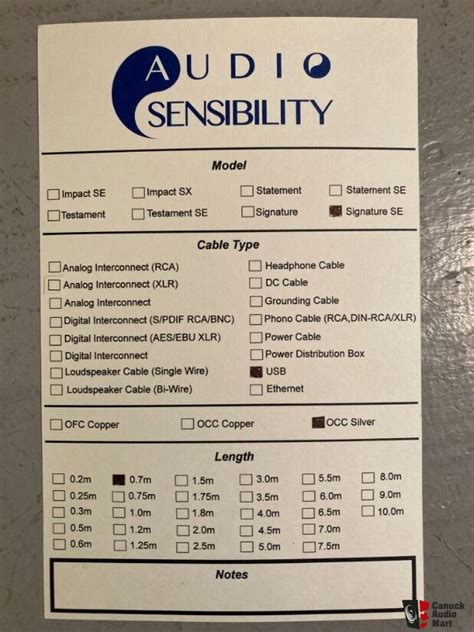 AUDIO
SENSIBILITY
Model
Impact SE Impact SX Statement Statement SE
Testament Testament SE Signature Signature SE
Cable Type
Analog Interconnect (RCA) Headphone Cable
Analog Interconnect (XLR) DC Cable
Analog Interconnect Grounding Cable
Digital Interconnect (S/PDIF RCA/BNC) Phono Cable (RCA,DIN-RCA/XLR)
Digital Interconnect (AES/EBU XLR) Power Cable
Digital Interconnect Power Distribution Box
Loudspeaker Cable (Single Wire) USB
Loudspeaker Cable (Bi-Wire) Ethernet
OFC Copper OCC Copper OCC Silver
Length
0.2m 0.7m 1.5m 3.0m 5.5m 8.0m
0.25m 0.75m 1.75m 3.5m 6.0m 9.0m
0.3m 1.0m 1.8m 4.0m 6.5m 10.0m
0.5m 1.2m 2.0m 4.5m 7.0m
0.6m 1.25m 2.5m 5.0m 7.5m
Notes
Canuck
Audio
Mart